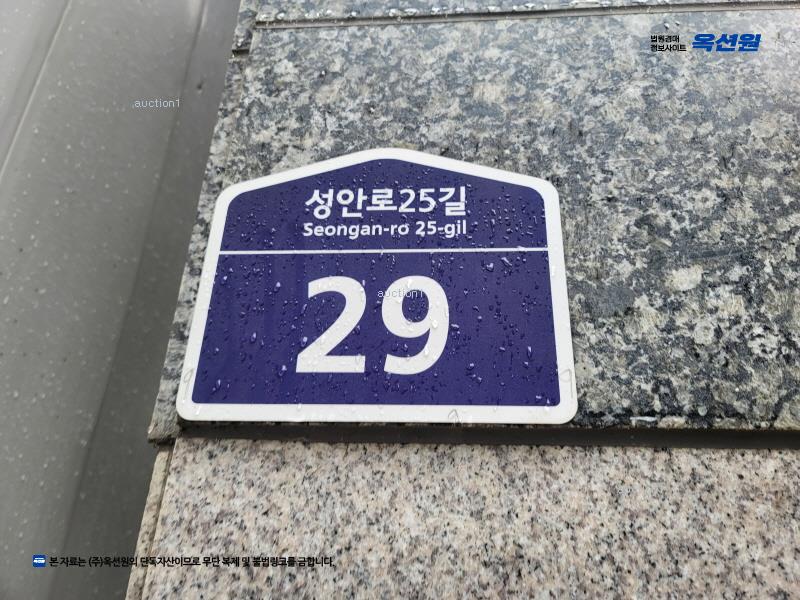 법원경매
정보사이트 옥션원
auction1
성안로25길
Seongan-ro 25-gil
29
auction1
본 자료는 (주)옥션원의 단독자산이므로 무단 복제 및 불법링크를 금합니다.